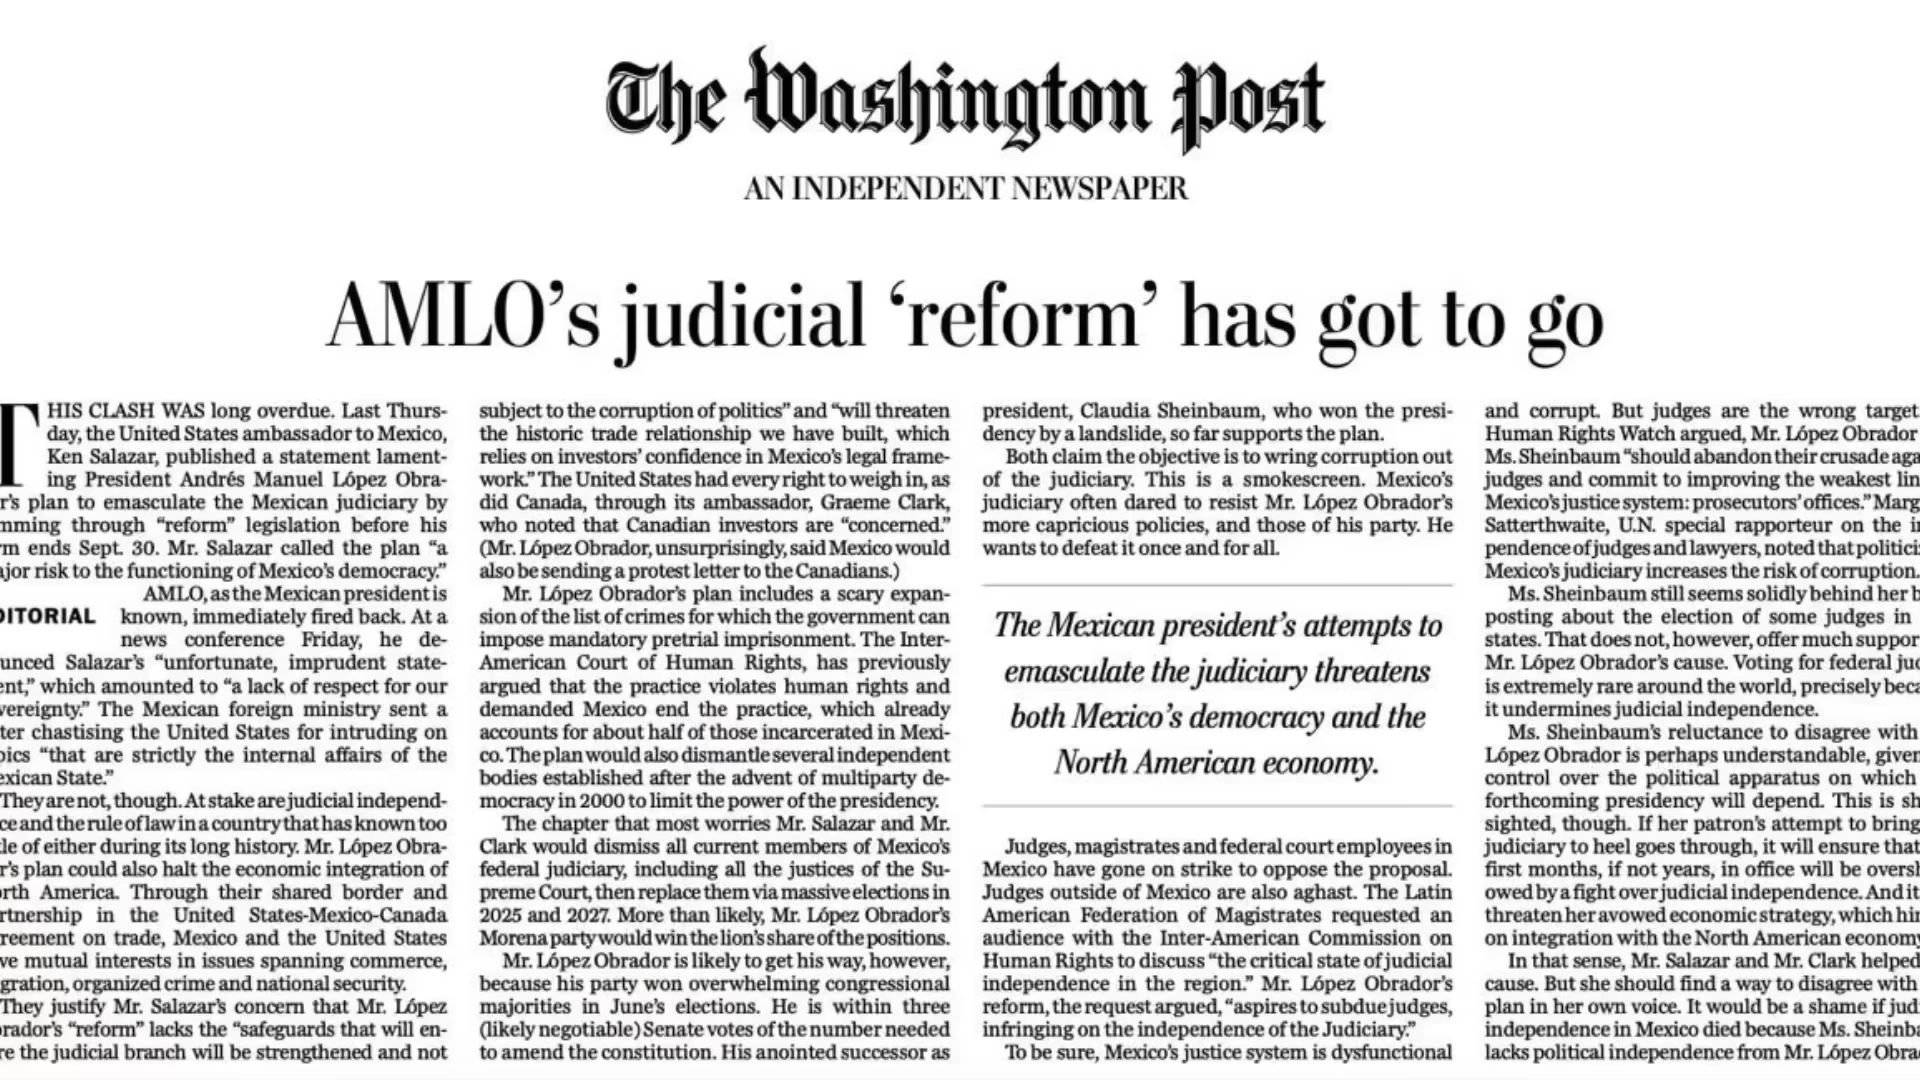 The Washington Post
AN INDEPENDENT NEWSPAPER
AMLO’s judicial ‘reform’ has got to go
THIS CLASH WAS long overdue. Last Thurs-
day, the United States ambassador to Mexico,
Ken Salazar, published a statement lament-
ing President Andrés Manuel López Obra-
r’s plan to emasculate the Mexican judiciary by
mming through “reform” legislation before his
rm ends Sept. 30. Mr. Salazar called the plan “a
ajor risk to the functioning of Mexico’s democracy.”
AMLO, as the Mexican president is
DITORIAL
known, immediately fired back. At a
news conference Friday, he de-
unced Salazar’s “unfortunate, imprudent state-
ent,” which amounted to “a lack of respect for our
vereignty.” The Mexican foreign ministry sent a
ter chastising the United States for intruding on
pics “that are strictly the internal affairs of the
exican State.”
They are not, though. At stake are judicial independ-
ce and the rule of law in a country that has known too
le of either during its long history. Mr. López Obra-
r’s plan could also halt the economic integration of
orth America. Through their shared border and
rtnership in the United States-Mexico-Canada
reement on trade, Mexico and the United States
ve mutual interests in issues spanning commerce,
gration, organized crime and national security.
They justify Mr. Salazar’s concern that Mr. López
orador’s “reform” lacks the “safeguards that will en-
re the judicial branch will be strengthened and not
subject to the corruption of politics” and “will threaten
the historic trade relationship we have built, which
relies on investors’ confidence in Mexico’s legal frame-
work.” The United States had every right to weigh in, as
did Canada, through its ambassador, Graeme Clark,
who noted that Canadian investors are “concerned.”
(Mr. López Obrador, unsurprisingly, said Mexico would
also be sending a protest letter to the Canadians.)
Mr. López Obrador’s plan includes a scary expan-
sion of the list of crimes for which the government can
impose mandatory pretrial imprisonment. The Inter-
American Court of Human Rights, has previously
argued that the practice violates human rights and
demanded Mexico end the practice, which already
accounts for about half of those incarcerated in Mexi-
co. The plan would also dismantle several independent
bodies established after the advent of multiparty de-
mocracy in 2000 to limit the power of the presidency.
The chapter that most worries Mr. Salazar and Mr.
Clark would dismiss all current members of Mexico’s
federal judiciary, including all the justices of the Su-
preme Court, then replace them via massive elections in
2025 and 2027. More than likely, Mr. López Obrador’s
Morena party would win the lion’s share of the positions.
Mr. López Obrador is likely to get his way, however,
because his party won overwhelming congressional
majorities in June’s elections. He is within three
(likely negotiable) Senate votes of the number needed
to amend the constitution. His anointed successor as
president, Claudia Sheinbaum, who won the presi-
dency by a landslide, so far supports the plan.
Both claim the objective is to wring corruption out
of the judiciary. This is a smokescreen. Mexico’s
judiciary often dared to resist Mr. López Obrador’s
more capricious policies, and those of his party. He
wants to defeat it once and for all.
The Mexican president’s attempts to
emasculate the judiciary threatens
both Mexico’s democracy and the
North American economy.
Judges, magistrates and federal court employees in
Mexico have gone on strike to oppose the proposal.
Judges outside of Mexico are also aghast. The Latin
American Federation of Magistrates requested an
audience with the Inter-American Commission on
Human Rights to discuss “the critical state of judicial
independence in the region.” Mr. López Obrador’s
reform, the request argued, “aspires to subdue judges,
infringing on the independence of the Judiciary.”
To be sure, Mexico’s justice system is dysfunctional
and corrupt. But judges are the wrong target.
Human Rights Watch argued, Mr. López Obrador
Ms. Sheinbaum “should abandon their crusade aga
judges and commit to improving the weakest lin
Mexico’s justice system: prosecutors’ offices.” Marg
Satterthwaite, U.N. special rapporteur on the in
pendence of judges and lawyers, noted that politici
Mexico’s judiciary increases the risk of corruption.
Ms. Sheinbaum still seems solidly behind her b
posting about the election of some judges in
states. That does not, however, offer much suppor
Mr. López Obrador’s cause. Voting for federal jud
is extremely rare around the world, precisely beca
it undermines judicial independence.
Ms. Sheinbaum’s reluctance to disagree with
López Obrador is perhaps understandable, given
control over the political apparatus on which
forthcoming presidency will depend. This is sh
sighted, though. If her patron’s attempt to bring
judiciary to heel goes through, it will ensure that
first months, if not years, in office will be oversh
owed by a fight over judicial independence. And it
threaten her avowed economic strategy, which hin
on integration with the North American economy
In that sense, Mr. Salazar and Mr. Clark helped
cause. But she should find a way to disagree with
plan in her own voice. It would be a shame if judi
independence in Mexico died because Ms. Sheinba
lacks political independence from Mr. López Obra